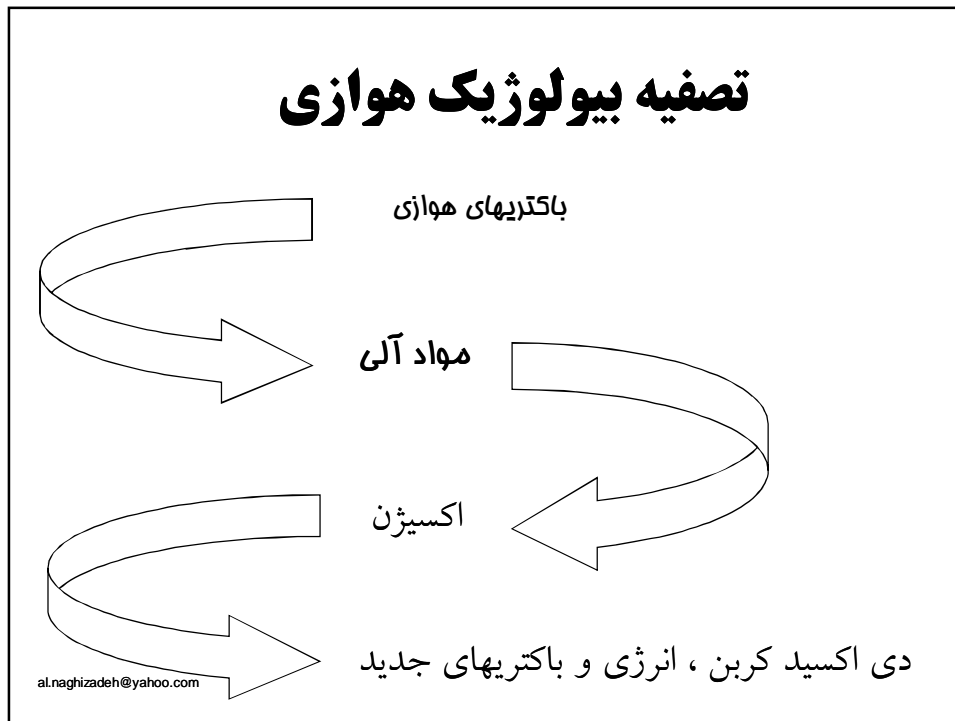 تصفیه بیولوژیک هوازی
باکتریهای هوازی
مواد آلی
اکسیژن
دی اکسید کربن ، انرژی و باکتریهای جدید
al.naghizadeh@yahoo.com